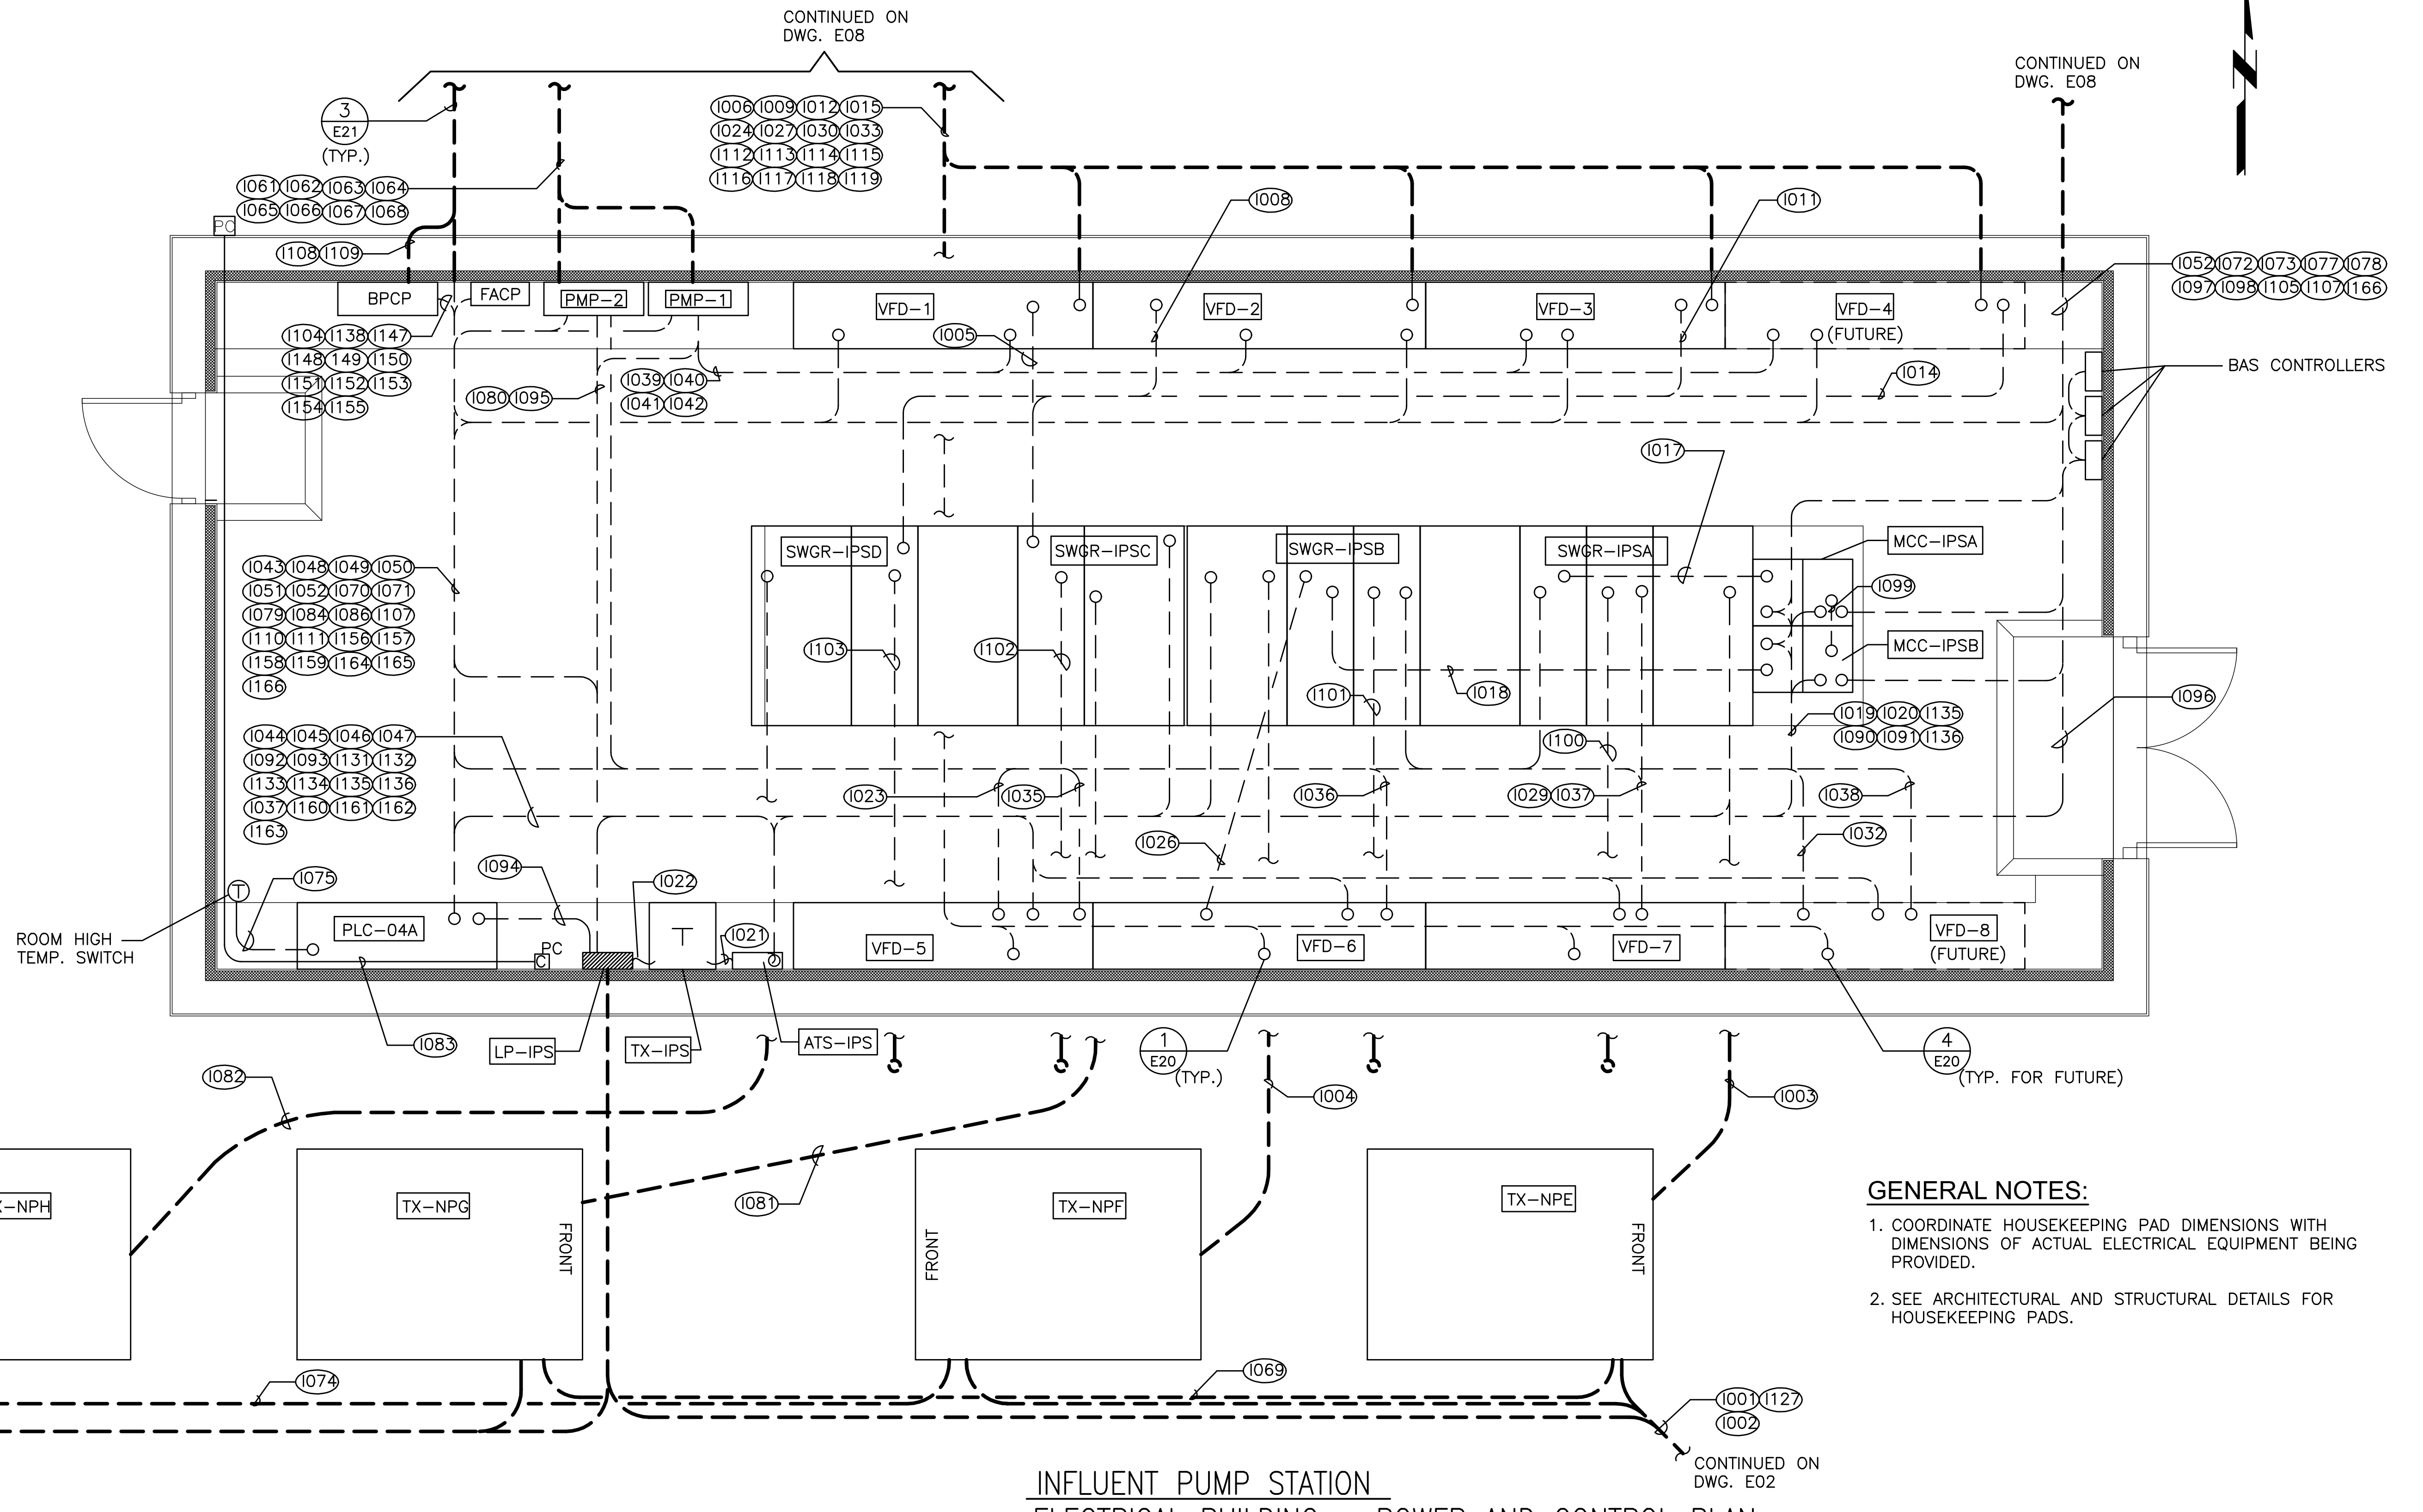 CONTINUED ON
DWG. E08
CONTINUED ON
DWG. E08
3
E21
(TYP.)
I006 I009 I012 I015
I024 I027 I030 I033
I112 I113 I114 I115
I116 I117 I118 I119
I061 I062 I063 I064
I065 I066 I067 I068
I008
I011
PC
I108 I109
I052 I072 I073 I077 I078
I097 I098 I105 I107 I166
BPCP
FACP
PMP-2
PMP-1
VFD-1
VFD-2
VFD-3
VFD-4
(FUTURE)
I104 I138 I147
I148 I149 I150
I151 I152 I153
I154 I155
I005
I080 I095
I039 I040
I041 I042
I014
BAS CONTROLLERS
I017
SWGR-IPSD
SWGR-IPSC
SWGR-IPSB
SWGR-IPSA
MCC-IPSA
I099
MCC-IPSB
I043 I048 I049 I050
I051 I052 I070 I071
I079 I084 I086 I107
I110 I111 I156 I157
I158 I159 I164 I165
I166
I103
I102
I101
I018
I096
I019 I020 I135
I090 I091 I136
I100
I044 I045 I046 I047
I092 I093 I131 I132
I133 I134 I135 I136
I037 I160 I161 I162
I163
I023
I035
I036
I029 I037
I038
I026
I032
I094
I022
I075
T
ROOM HIGH
TEMP. SWITCH
PLC-04A
PC
C
T
I021
VFD-5
VFD-6
VFD-7
VFD-8
(FUTURE)
I083
LP-IPS
TX-IPS
ATS-IPS
1
E20
(TYP.)
4
E20
(TYP. FOR FUTURE)
I082
I004
I003
I081
X-NPH
TX-NPG
FRONT
TX-NPF
FRONT
TX-NPE
FRONT
GENERAL NOTES:
1. COORDINATE HOUSEKEEPING PAD DIMENSIONS WITH
DIMENSIONS OF ACTUAL ELECTRICAL EQUIPMENT BEING
PROVIDED.
2. SEE ARCHITECTURAL AND STRUCTURAL DETAILS FOR
HOUSEKEEPING PADS.
I074
I069
I001 I127
I002
CONTINUED ON
DWG. E02
INFLUENT PUMP STATION
ELECTRICAL BUILDING - POWER AND CONTROL PLAN